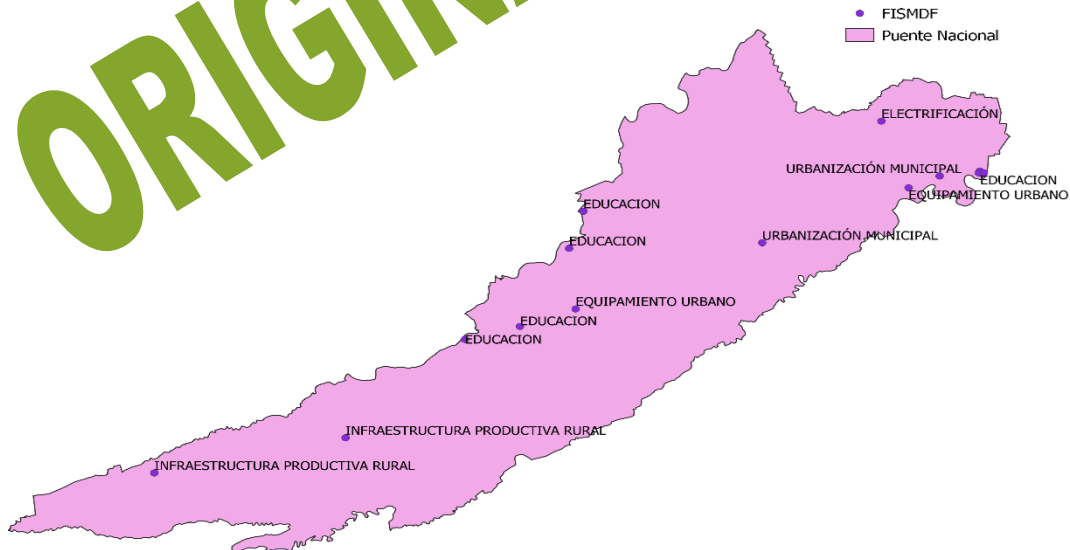 ORIGIN
FISMDF
Puente Nacional
ELECTRIFICACIÓN
URBANIZACIÓN MUNICIPAL
EDUCACION
EQUIPAMIENTO URBANO
EDUCACION
URBANIZACIÓN MUNICIPAL
EDUCACION
EQUIPAMIENTO URBANO
EDUCACION
EDUCACION
INFRAESTRUCTURA PRODUCTIVA RURAL
INFRAESTRUCTURA PRODUCTIVA RURAL